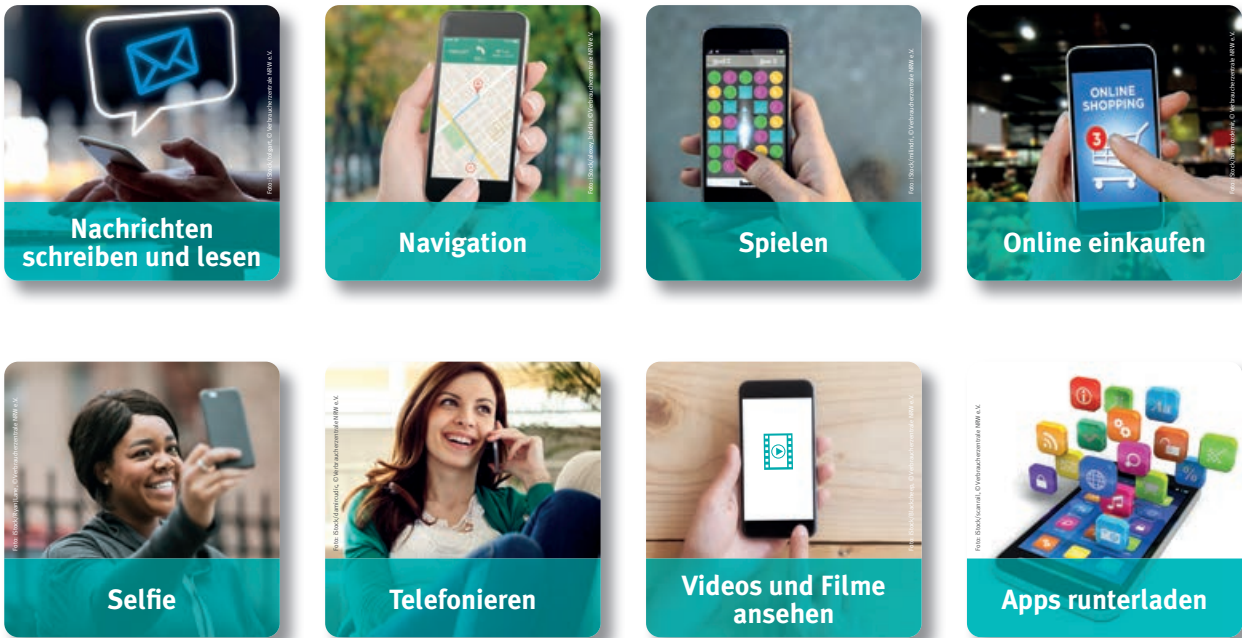 Nachrichten
schreiben und lesen
Navigation
Spielen
ONLINE
SHOPPING
3
Online einkaufen
Selfie
Telefonieren
Videos und Filme
ansehen
Apps runterladen